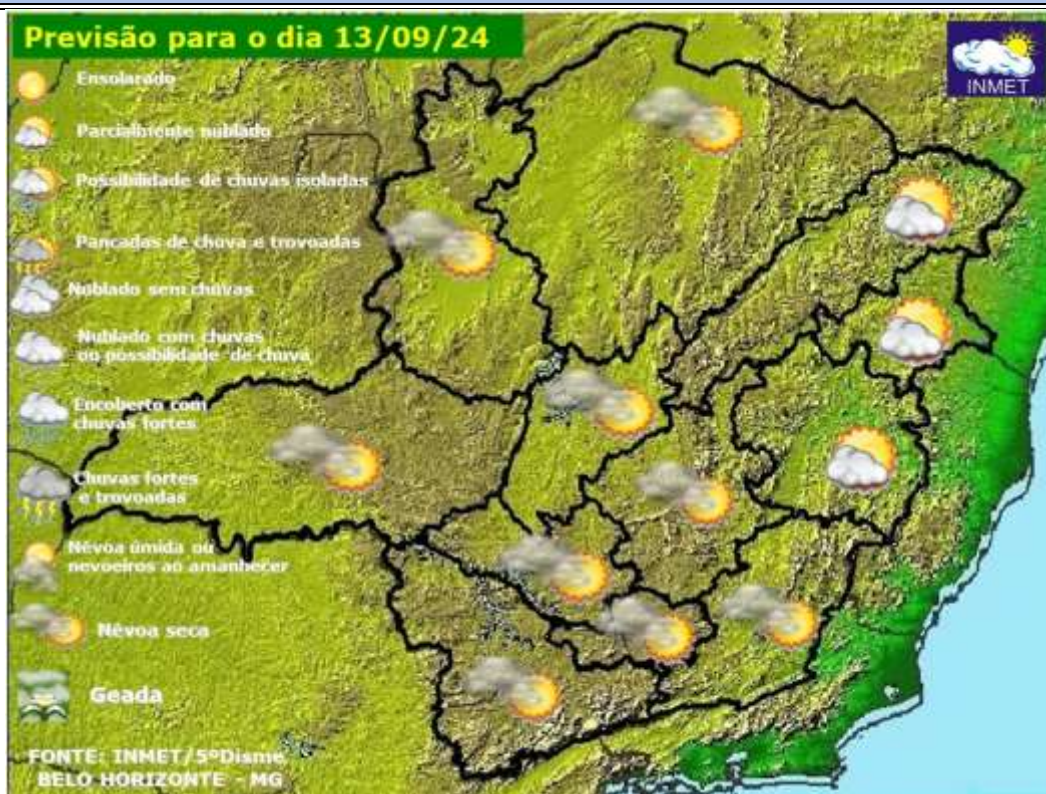 Previsão para o dia 13/09/24
INMET
Ensolarado
Parcialmente nublado
Possibilidade de chuvas isoladas
Pancadas de chuva e trovoadas
Nublado sem chuvas
Nublado com chuvas
ou possibilidade de chuva
Encoberto com
chuvas fortes
Chuvas fortes
e trovoadas
Névoa úmida ou
nevoeiros ao amanhecer
Névoa seca
Geada
FONTE: INMET/5ºDisme
BELO HORIZONTE - MG